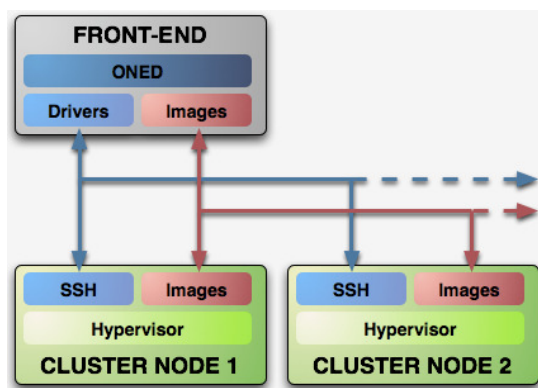 FRONT-END
ONED
Drivers Images
SSH Images
Hypervisor
CLUSTER NODE 1
SSH Images
Hypervisor
CLUSTER NODE 2